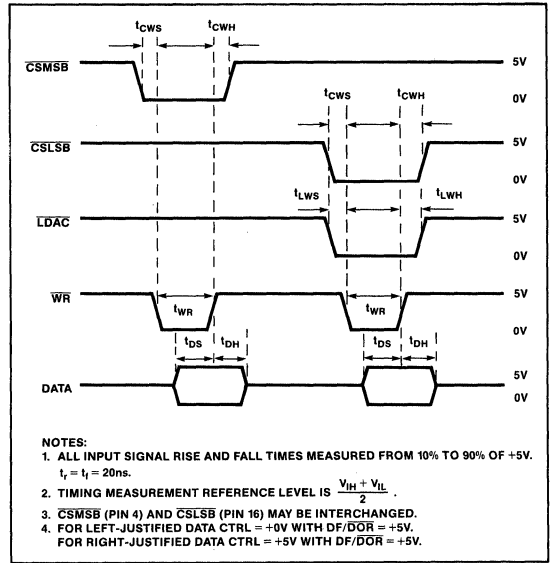 tCWS tCWH
CSMSB 5V
0V
tCWS tCWH
CSLSB 5V
0V
tLWS tLWH
LDAC 5V
0V
WR tWR tWR 5V
0V
tDS tDH tDS tDH
DATA 5V
0V
NOTES:
1. ALL INPUT SIGNAL RISE AND FALL TIMES MEASURED FROM 10% TO 90% OF +5V.
tr = tf = 20ns.
2. TIMING MEASUREMENT REFERENCE LEVEL IS (VIH + VIL) / 2 .
3. CSMSB (PIN 4) AND CSLSB (PIN 16) MAY BE INTERCHANGED.
4. FOR LEFT-JUSTIFIED DATA CTRL = +0V WITH DF/DOR = +5V.
FOR RIGHT-JUSTIFIED DATA CTRL = +5V WITH DF/DOR = +5V.